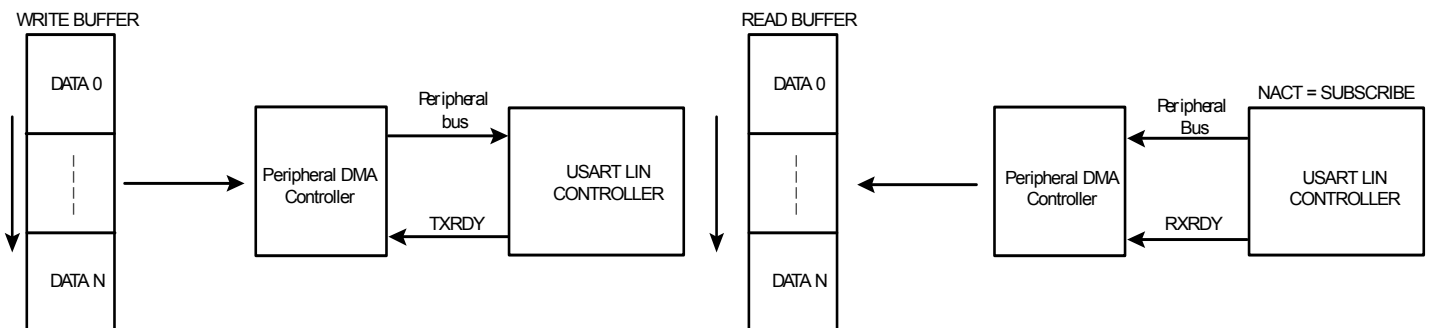 WRITE BUFFER
DATA 0
DATA N
Peripheral DMA
Controller
Peripheral
bus
TXRDY
USART LIN
CONTROLLER
READ BUFFER
DATA 0
DATA N
Peripheral DMA
Controller
Peripheral
Bus
RXRDY
NACT = SUBSCRIBE
USART LIN
CONTROLLER